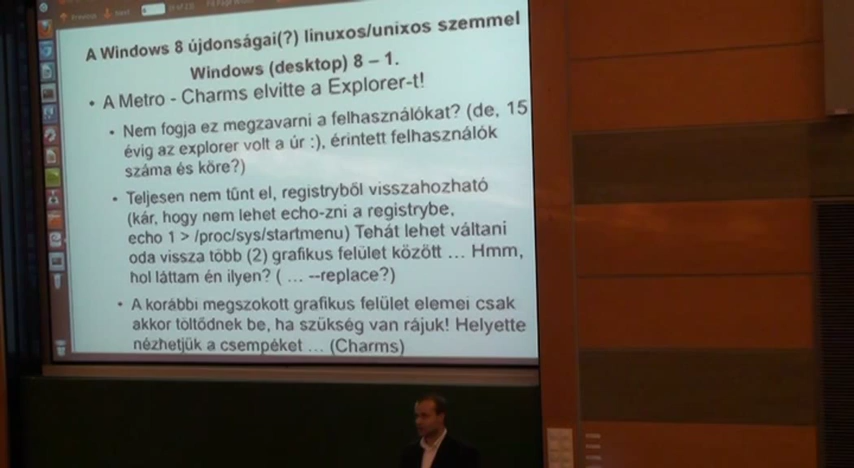 Previous Next 4
A Windows 8 újdonságai(?) linuxos/unixos szemmel
Windows (desktop) 8 – 1.
• A Metro - Charms elvitte a Explorer-t!
• Nem fogja ez megzavarni a felhasználókat? (de, 15
évig az explorer volt a úr :), érintett felhasználók
száma és köre?)
• Teljesen nem tűnt el, registryből visszahozható
(kár, hogy nem lehet echo-zni a registrybe,
echo 1 > /proc/sys/startmenu) Tehát lehet váltani
oda vissza több (2) grafikus felület között ... Hmm,
hol láttam én ilyen? ( ... --replace?)
• A korábbi megszokott grafikus felület elemei csak
akkor töltődnek be, ha szükség van rájuk! Helyette
nézhetjük a csempéket ... (Charms)